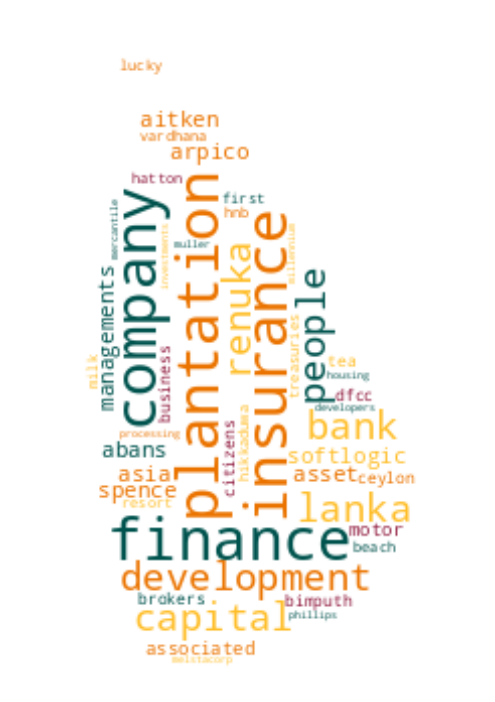 lucky
aitken
vardhana
arpico
hatton
first
hnb
company
plantation
insurance
mercantile
investments
muller
renuka
millennium
people
managements
milk
business
treasuries
tea
housing
dfcc
developers
bank
processing
citizens
hikkaduwa
abans
softlogic
asia
asset
ceylon
spence
resort
lanka
finance
motor
beach
development
brokers
bimputh
capital
phillips
associated
melstacorp